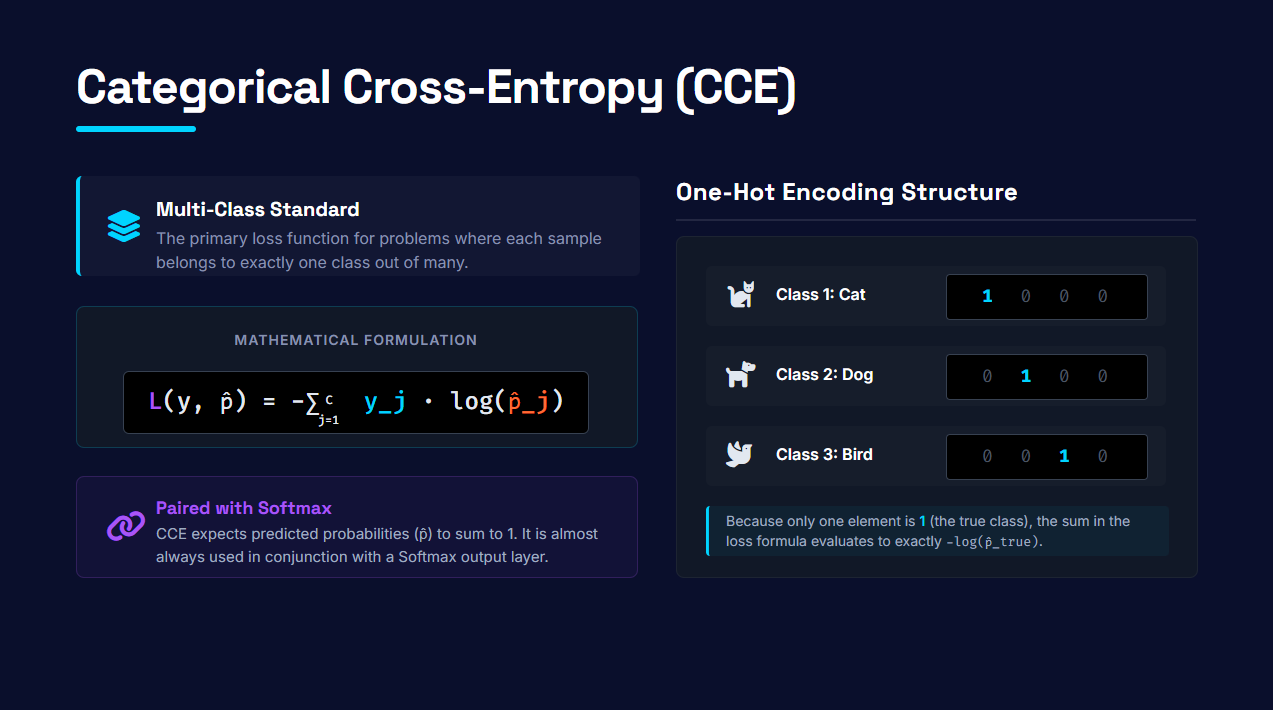 Categorical Cross-Entropy (CCE)
Multi-Class Standard
The primary loss function for problems where each sample
belongs to exactly one class out of many.
MATHEMATICAL FORMULATION
L(y, p̂) = -∑_{j=1}^{C} y_j · log(p̂_j)
Paired with Softmax
CCE expects predicted probabilities (p̂) to sum to 1. It is almost
always used in conjunction with a Softmax output layer.
One-Hot Encoding Structure
Class 1: Cat 1 0 0 0
Class 2: Dog 0 1 0 0
Class 3: Bird 0 0 1 0
Because only one element is 1 (the true class), the sum in the
loss formula evaluates to exactly -log(p̂_true).